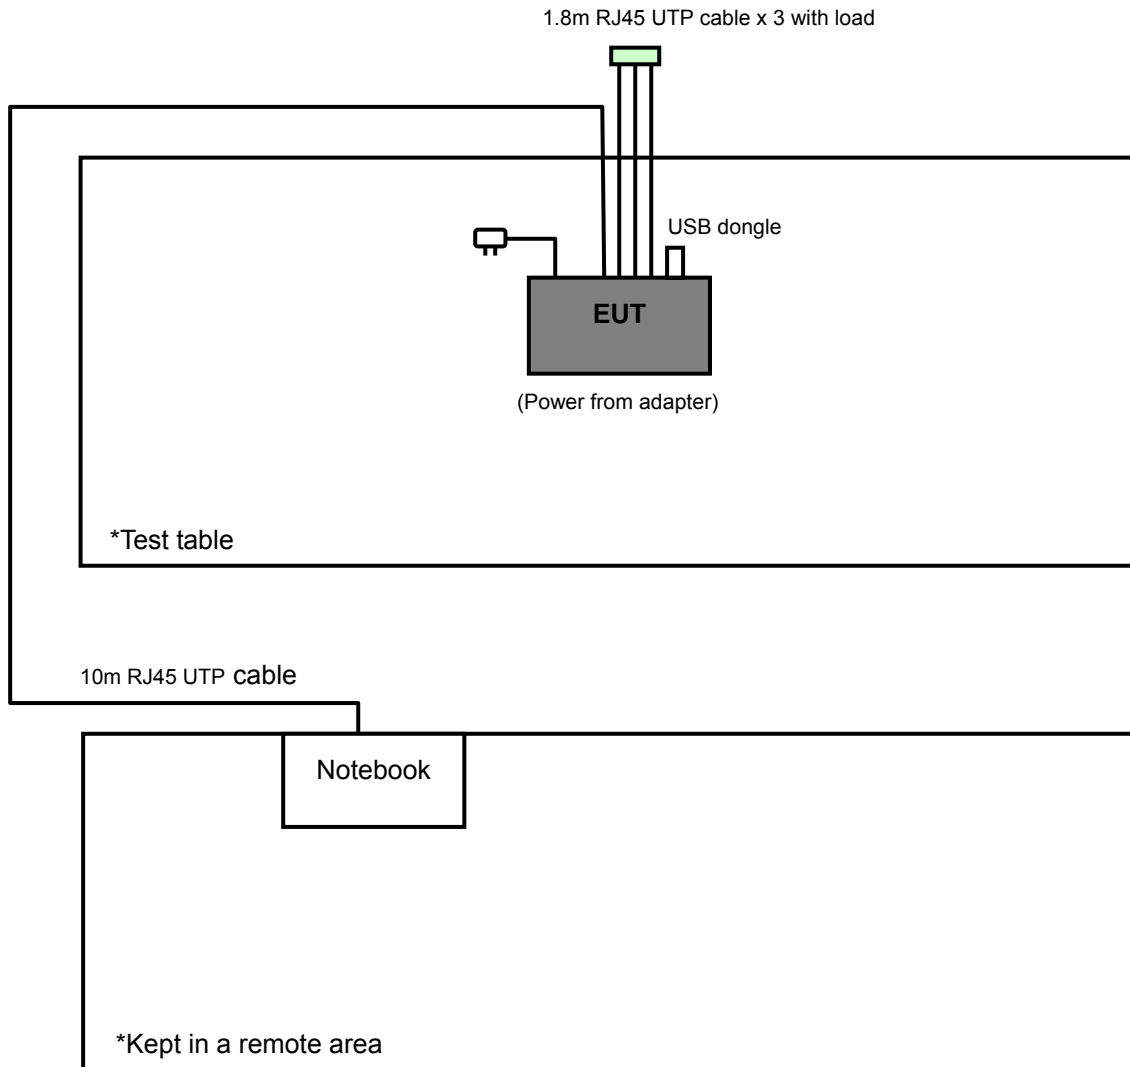 1.8m RJ45 UTP cable x 3 with load
USB dongle
EUT
(Power from adapter)
*Test table
10m RJ45 UTP cable
Notebook
*Kept in a remote area